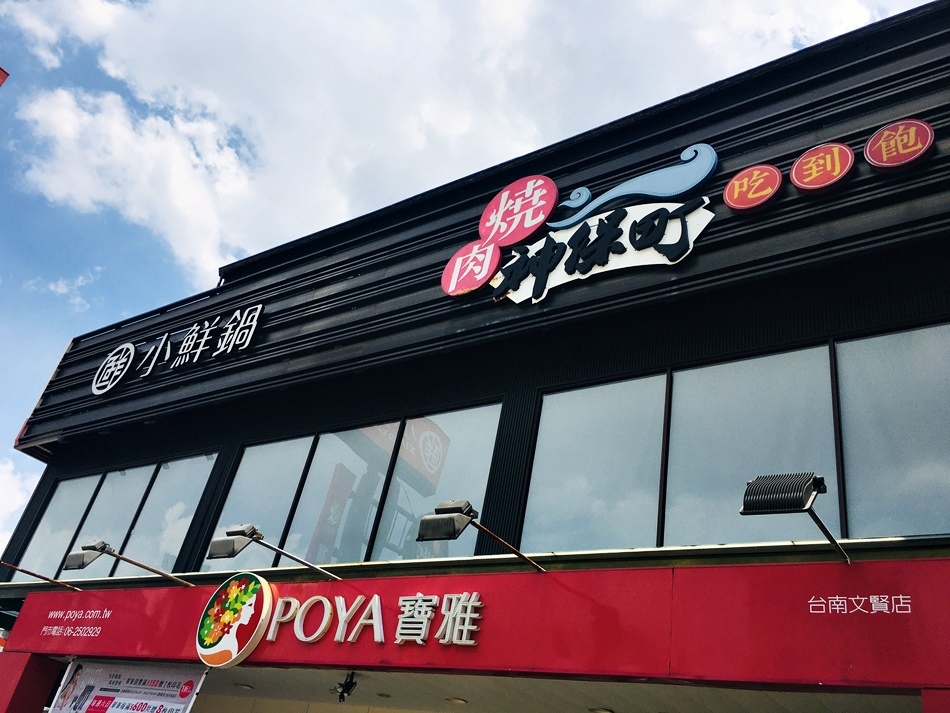 燒肉
神保町
吃到飽
鮮
小鮮鍋
www.poya.com.tw
門市電話:06-2502929
POYA 寶雅
台南文賢店